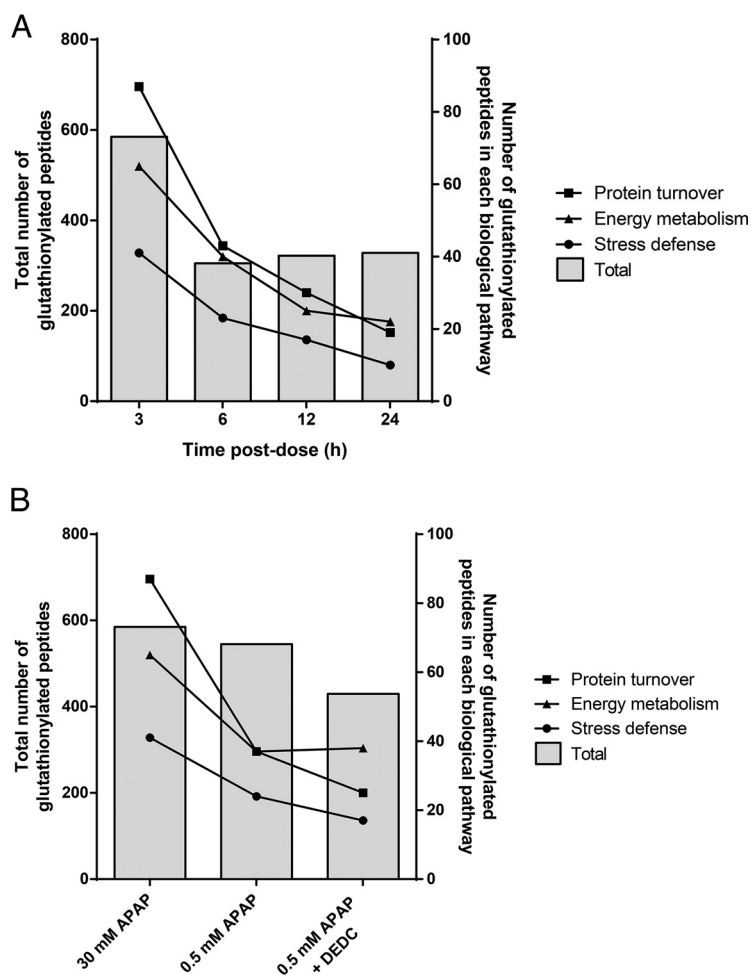 A
800
600
400
200
0
Total number of
glutathionylated peptides
100
80
60
40
20
0
Number of glutathionylated
peptides in each biological pathway
3 6 12 24
Time post-dose (h)
Protein turnover
Energy metabolism
Stress defense
Total
B
800
600
400
200
0
Total number of
glutathionylated peptides
100
80
60
40
20
0
Number of glutathionylated
peptides in each biological pathway
30 mM APAP
0.5 mM APAP
0.5 mM APAP
+ DEDC
Protein turnover
Energy metabolism
Stress defense
Total